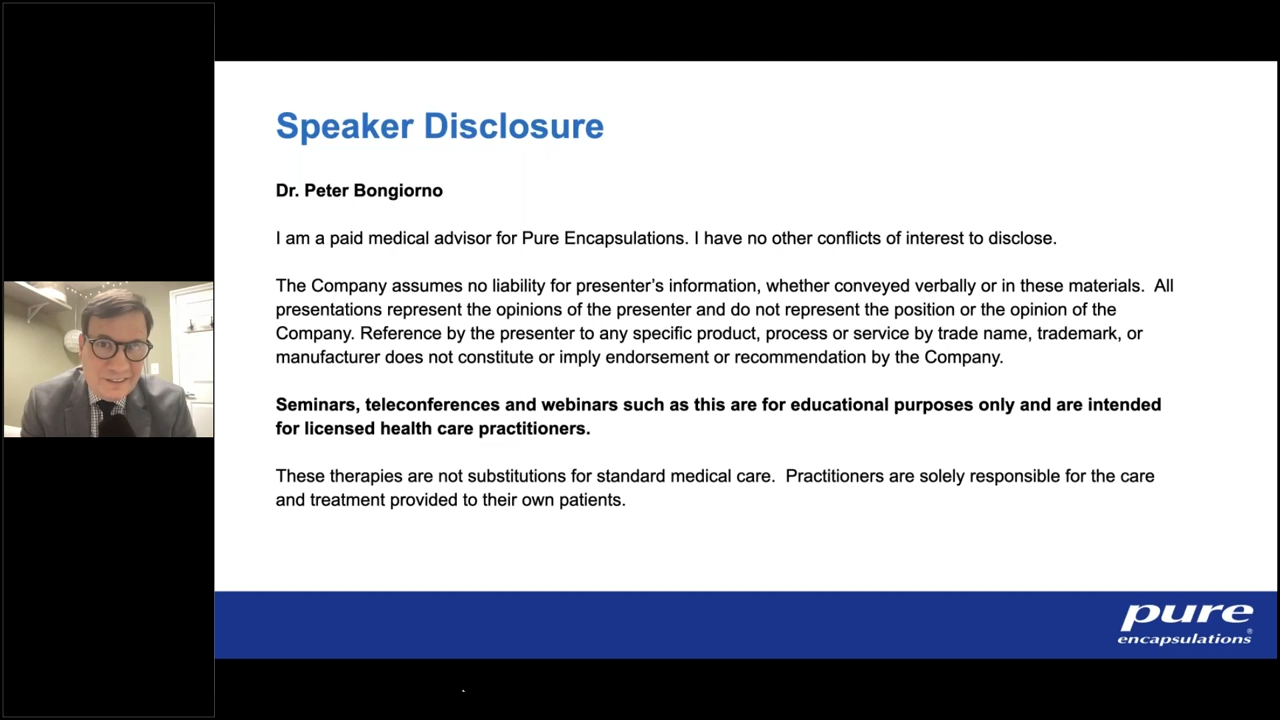 Speaker Disclosure
Dr. Peter Bongiorno
I am a paid medical advisor for Pure Encapsulations. I have no other conflicts of interest to disclose.
The Company assumes no liability for presenter’s information, whether conveyed verbally or in these materials.  All
presentations represent the opinions of the presenter and do not represent the position or the opinion of the
Company. Reference by the presenter to any specific product, process or service by trade name, trademark, or
manufacturer does not constitute or imply endorsement or recommendation by the Company.
Seminars, teleconferences and webinars such as this are for educational purposes only and are intended
for licensed health care practitioners.
These therapies are not substitutions for standard medical care.  Practitioners are solely responsible for the care
and treatment provided to their own patients.
pure
encapsulations®